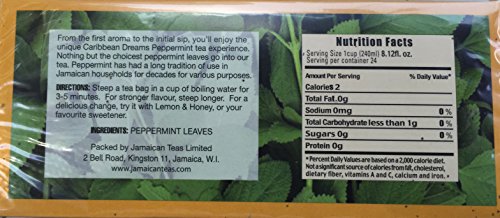 From the first aroma to the initial sip, you'll enjoy the
unique Caribbean Dreams Peppermint tea experience.
Nothing but the choicest peppermint leaves go into our
tea. Peppermint has had a long tradition of use in
Jamaican households for decades for various purposes.
DIRECTIONS: Steep a tea bag in a cup of boiling water for
3-5 minutes. For stronger flavour, steep longer. For a
delicious change, try it with Lemon & Honey, or your
favourite sweetener.
INGREDIENTS: PEPPERMINT LEAVES
Packed by Jamaican Teas Limited
2 Bell Road, Kingston 11, Jamaica, W.I.
www.jamaicanteas.com
Nutrition Facts
Serving Size 1cup (240ml) 8.12fl. oz.
Serving per container 24
Amount Per Serving % Daily Value*
Calories 2
Total Fat.0g
Sodium 0mg 0 %
Total Carbohydrate less than 1g 0 %
Sugars 0g 0 %
Protein 0g
*Percent Daily Values are based on a 2,000 calorie diet.
Not a significant source of calories from fat, cholesterol,
dietary fiber, vitamins A and C, calcium and iron.*